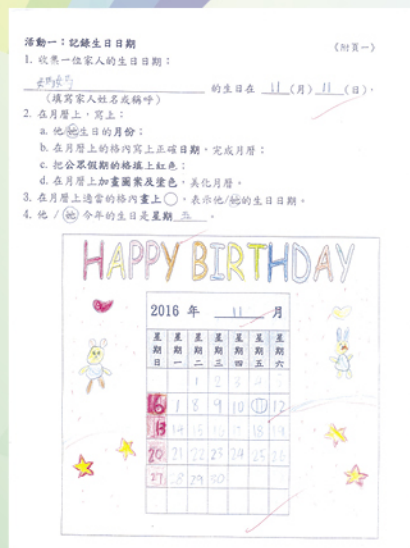 活動一：記錄生日日期
《附頁一》
1. 收集一位家人的生日日期：
媽媽 的生日在 11 (月) 11 (日)。
(填寫家人姓名或稱呼)
2. 在月曆上，寫上：
a. 他/她生日的月份；
b. 在月曆上的格內寫上正確日期，完成月曆；
c. 把公眾假期的格填上紅色；
d. 在月曆上加畫圖案及塗色，美化月曆。
3. 在月曆上適當的格內畫上○，表示他/她的生日日期。
4. 他 / 她 今年的生日是星期 五 。
HAPPY BIRTHDAY
2016 年 11 月
星期日 星期一 星期二 星期三 星期四 星期五 星期六
1 2 3 4 5
6 8 9 10 11 12
13 14 15 16 17 18 19
20 21 22 23 24 25 26
27 28 29 30